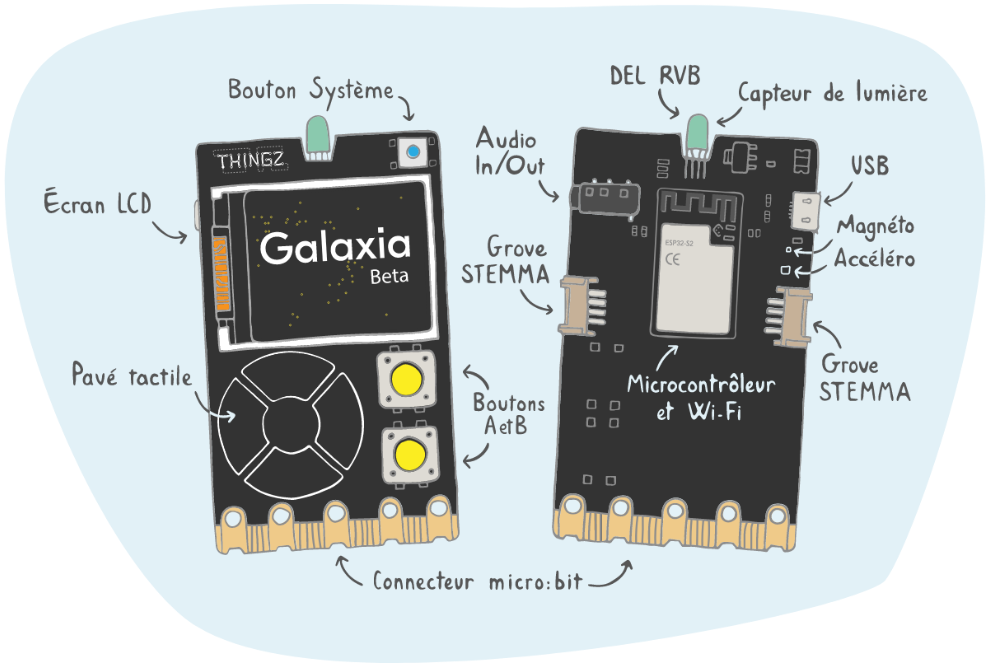 Bouton Système
THINGZ
Écran LCD
Galaxia
Beta
Pavé tactile
Boutons
A et B
DEL RVB
Capteur de lumière
Audio
In/Out
USB
Magnéto
Accéléro
Grove
STEMMA
ESP32-S2
CE
Grove
STEMMA
Microcontrôleur
et Wi-Fi
Connecteur micro:bit